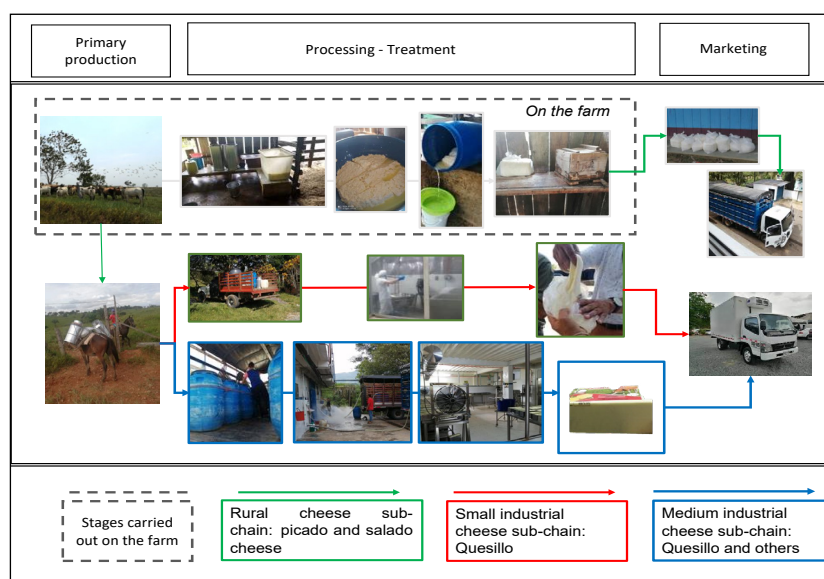 Primary
production
Processing - Treatment
Marketing
On the farm
Stages carried
out on the farm
Rural cheese sub-
chain: picado and salado
cheese
Small industrial
cheese sub-chain:
Quesillo
Medium industrial
cheese sub-chain:
Quesillo and others